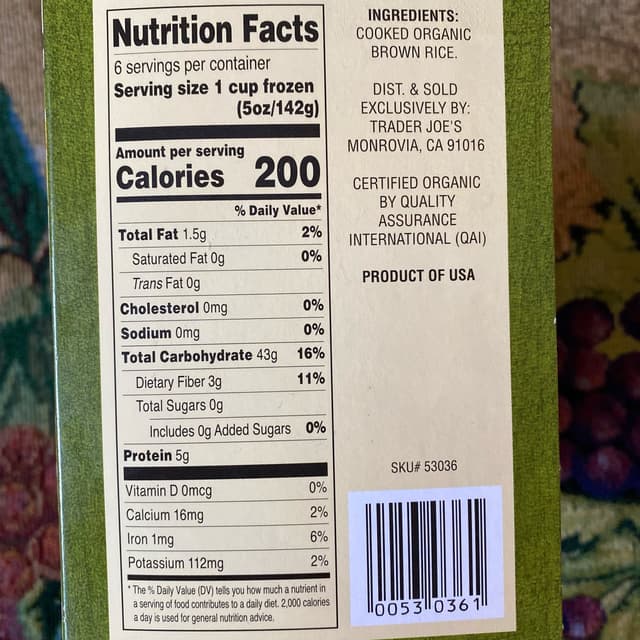 Nutrition Facts
6 servings per container
Serving size 1 cup frozen
(5oz/142g)
Amount per serving
Calories 200
% Daily Value*
Total Fat 1.5g 2%
Saturated Fat 0g 0%
Trans Fat 0g
Cholesterol 0mg 0%
Sodium 0mg 0%
Total Carbohydrate 43g 16%
Dietary Fiber 3g 11%
Total Sugars 0g
Includes 0g Added Sugars 0%
Protein 5g
Vitamin D 0mcg 0%
Calcium 16mg 2%
Iron 1mg 6%
Potassium 112mg 2%
* The % Daily Value (DV) tells you how much a nutrient in
a serving of food contributes to a daily diet. 2,000 calories
a day is used for general nutrition advice.
INGREDIENTS:
COOKED ORGANIC
BROWN RICE.
DIST. & SOLD
EXCLUSIVELY BY:
TRADER JOE'S
MONROVIA, CA 91016
CERTIFIED ORGANIC
BY QUALITY
ASSURANCE
INTERNATIONAL (QAI)
PRODUCT OF USA
SKU# 53036
0053 0361